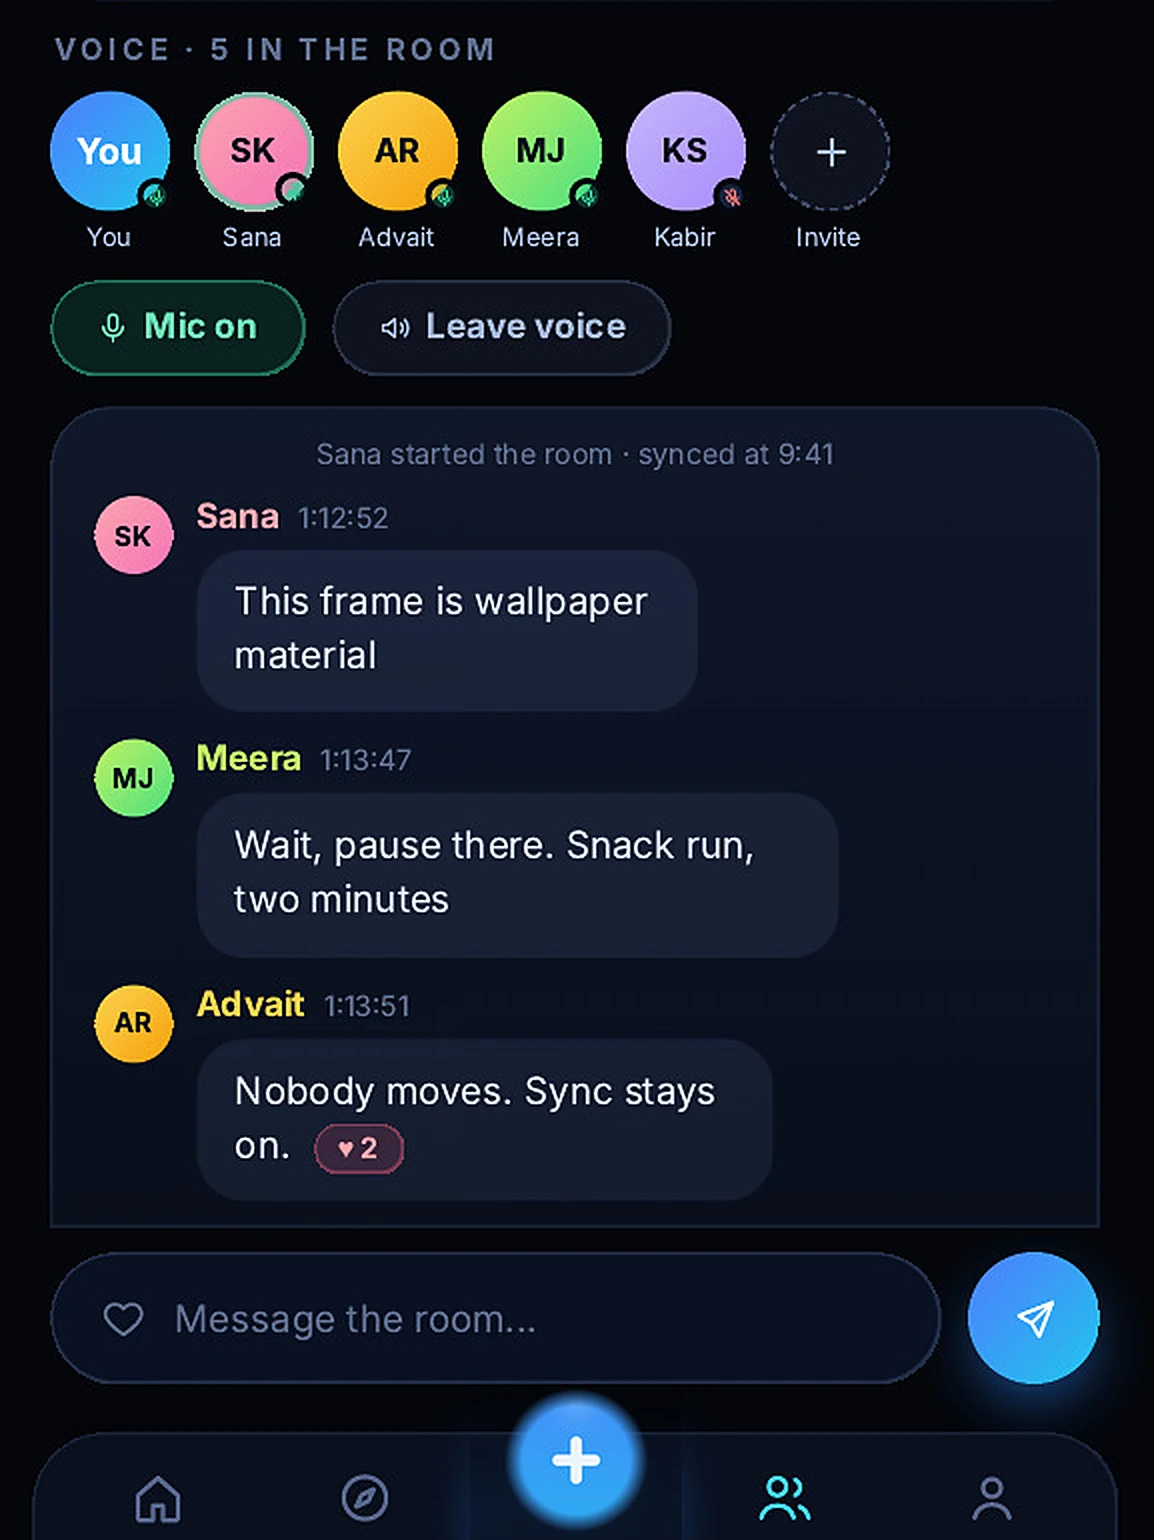 VOICE · 5 IN THE ROOM
You SK AR MJ KS +
You Sana Advait Meera Kabir Invite
Mic on Leave voice
Sana started the room · synced at 9:41
SK Sana 1:12:52
This frame is wallpaper
material
MJ Meera 1:13:47
Wait, pause there. Snack run,
two minutes
AR Advait 1:13:51
Nobody moves. Sync stays
on. ♥ 2
Message the room...